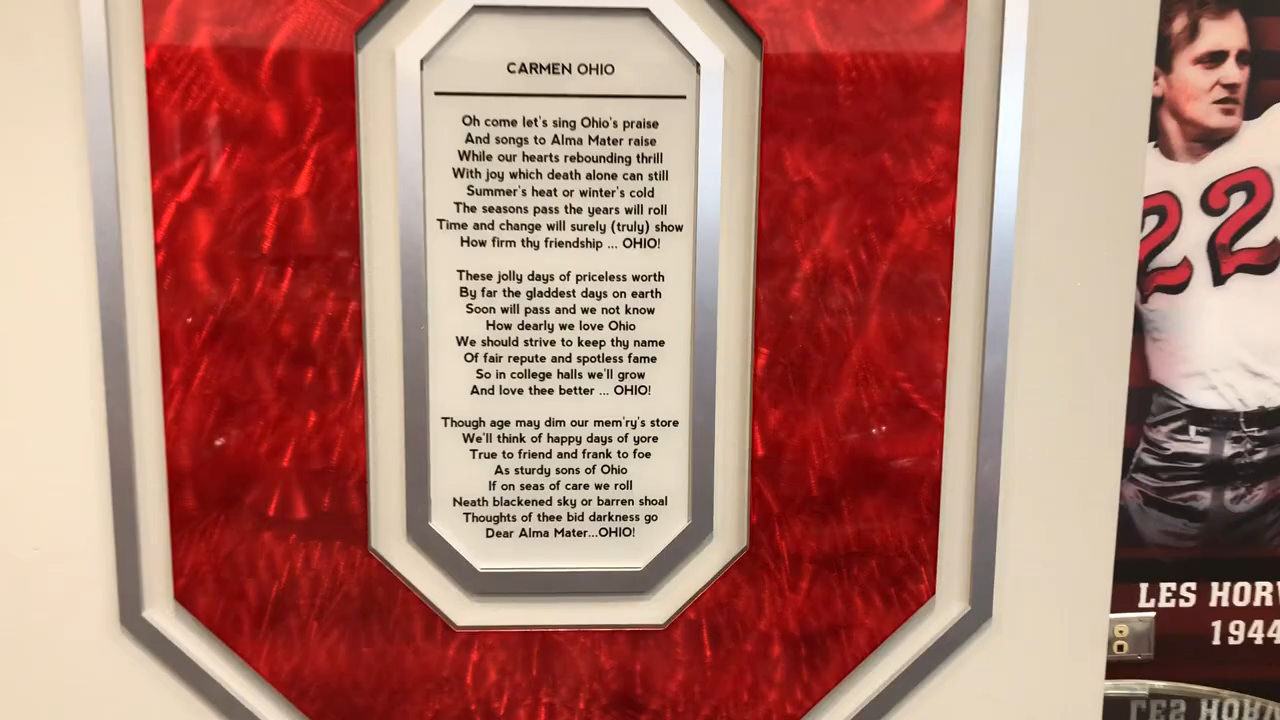 CARMEN OHIO
Oh come let's sing Ohio's praise
And songs to Alma Mater raise
While our hearts rebounding thrill
With joy which death alone can still
Summer's heat or winter's cold
The seasons pass the years will roll
Time and change will surely (truly) show
How firm thy friendship ... OHIO!
These jolly days of priceless worth
By far the gladdest days on earth
Soon will pass and we not know
How dearly we love Ohio
We should strive to keep thy name
Of fair repute and spotless fame
So in college halls we'll grow
And love thee better ... OHIO!
Though age may dim our mem'ry's store
We'll think of happy days of yore
True to friend and frank to foe
As sturdy sons of Ohio
If on seas of care we roll
Neath blackened sky or barren shoal
Thoughts of thee bid darkness go
Dear Alma Mater...OHIO!
22
LES
1944